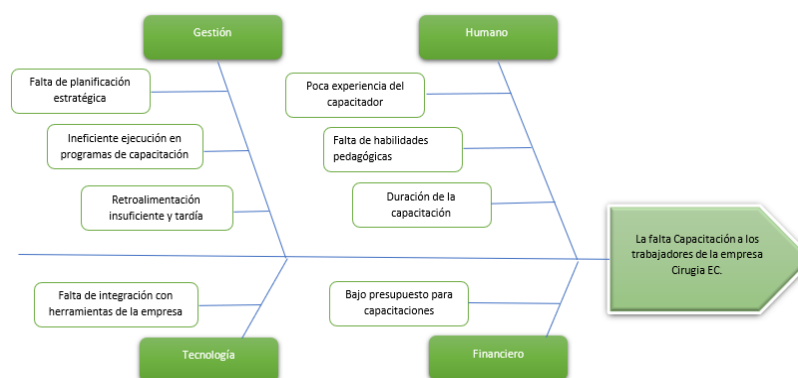 Gestión
Humano
Falta de planificación
estratégica
Ineficiente ejecución en
programas de capacitación
Retroalimentación
insuficiente y tardía
Poca experiencia del
capacitador
Falta de habilidades
pedagógicas
Duración de la
capacitación
La falta Capacitación a los
trabajadores de la empresa
Cirugia EC.
Falta de integración con
herramientas de la empresa
Bajo presupuesto para
capacitaciones
Tecnología
Financiero